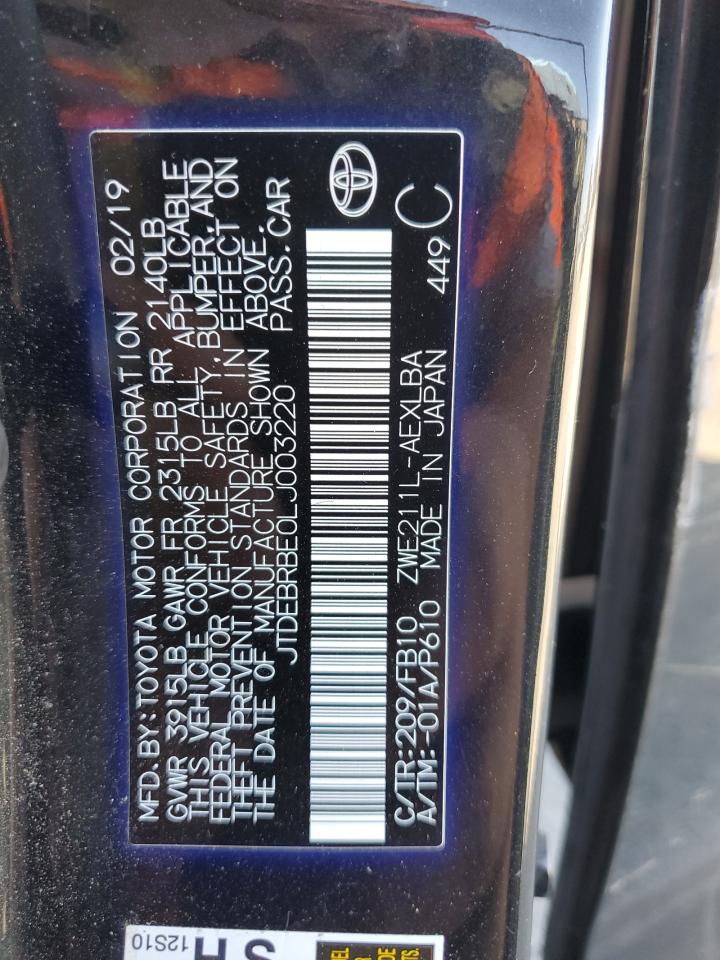 MFD.BY:TOYOTA MOTOR CORPORATION 02/19
GVWR 3915LB GAWR FR 2315LB RR 2140LB
THIS VEHICLE CONFORMS TO ALL APPLICABLE
FEDERAL MOTOR VEHICLE SAFETY,BUMPER,AND
THEFT PREVENTION STANDARDS IN EFFECT ON
THE DATE OF MANUFACTURE SHOWN ABOVE.
JTDEBRBE0LJ003220 PASS.CAR
C/TR:209/FB10 ZWE211L-AEXLBA
A/TM:-01A/P610 MADE IN JAPAN 449 C
12S10